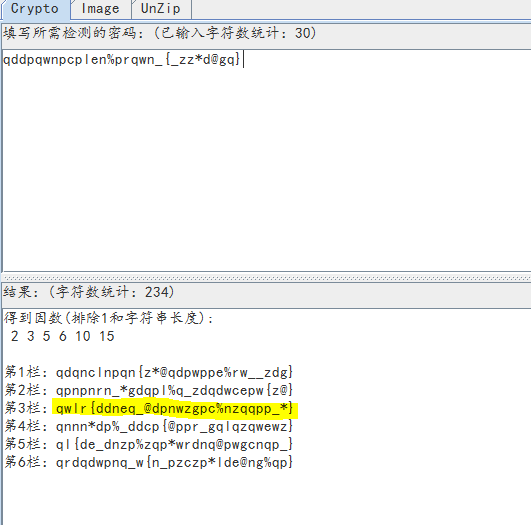 Crypto Image UnZip
填写所需检测的密码：(已输入字符数统计：30)
qddpqwnpcplen%prqwn_{_zz*d@gq}
结果：(字符数统计：234)
得到因数(排除1和字符串长度)：
2 3 5 6 10 15
第1栏：qdqnclnpqn{z*@qdpwppe%rw__zdg}
第2栏：qpnpnrn_*gdqpl%q_zdqdwcepw{z@}
第3栏：qwlr{ddneq_@dpnwzgpc%nzqqpp_*}
第4栏：qnnn*dp%_ddcp{@ppr_gqlqzqwewz}
第5栏：ql{de_dnzp%zqp*wrdnq@pwgcnqp_}
第6栏：qrdqdwpnq_w{n_pzczp*lde@ng%qp}